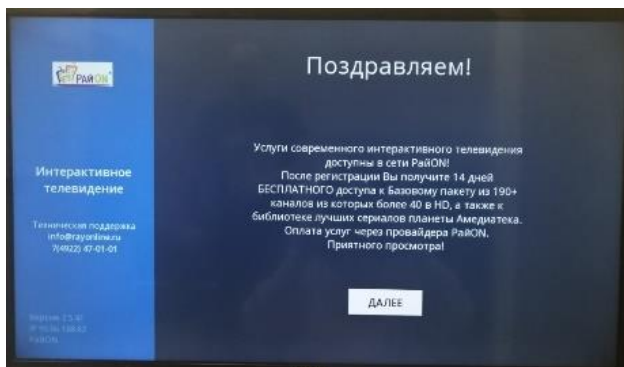 РАЙON
Интерактивное
телевидение
Техническая поддержка
info@rayonline.ru
7(4922) 47-01-01
РайON
Поздравляем!
Услуги современного интерактивного телевидения
доступны в сети РайON!
После регистрации Вы получите 14 дней
БЕСПЛАТНОГО доступа к Базовому пакету из 190+
каналов из которых более 40 в HD, а также к
библиотеке лучших сериалов планеты Амедиатека.
Оплата услуг через провайдера РайON.
Приятного просмотра!
ДАЛЕЕ